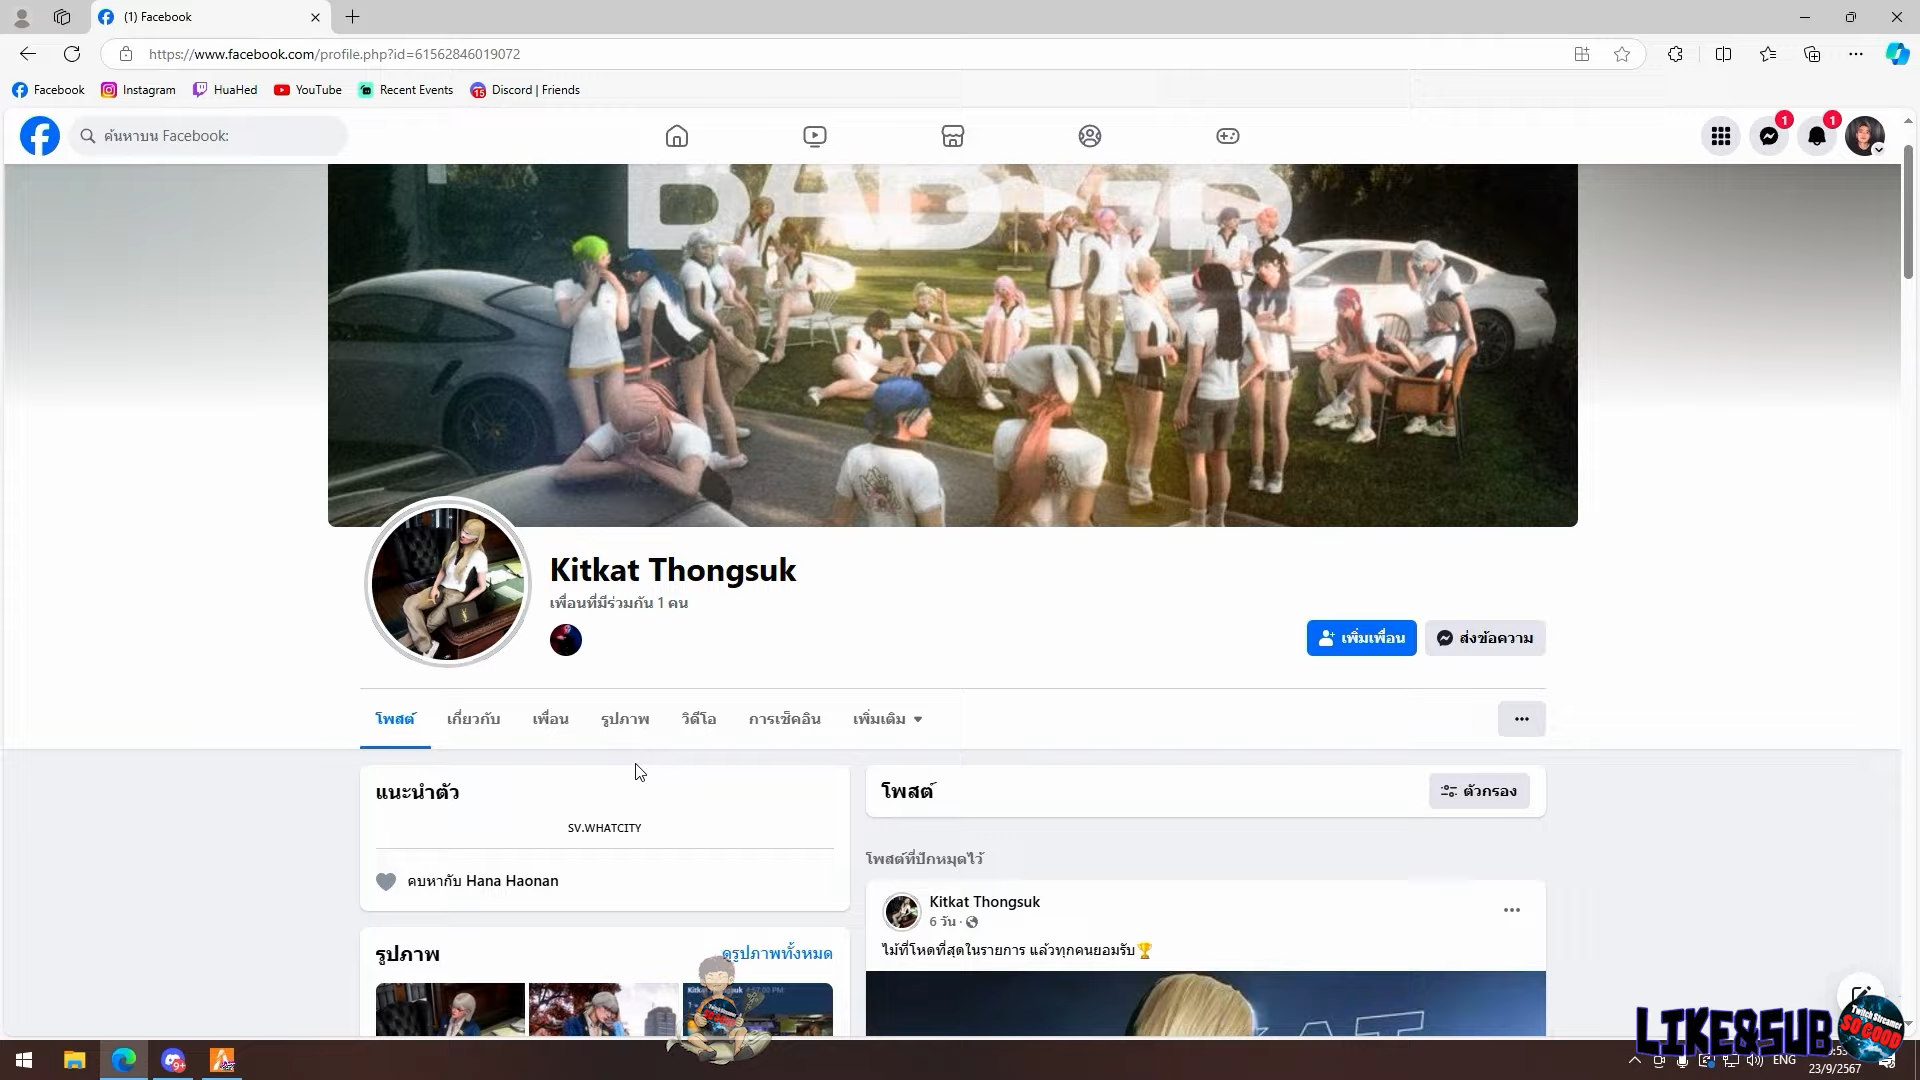 (1) Facebook
https://www.facebook.com/profile.php?id=61562846019072
Facebook
Instagram
HuaHed
YouTube
Recent Events
15
Discord | Friends
ค้นหาบน Facebook:
1
1
Kitkat Thongsuk
เพื่อนที่มีร่วมกัน 1 คน
เพิ่มเพื่อน
ส่งข้อความ
โพสต์
เกี่ยวกับ
เพื่อน
รูปภาพ
วิดีโอ
การเช็คอิน
เพิ่มเติม
แนะนำตัว
SV.WHATCITY
คบหากับ Hana Haonan
รูปภาพ
ดูรูปภาพทั้งหมด
โพสต์
ตัวกรอง
โพสต์ที่ปักหมุดไว้
Kitkat Thongsuk
6 วัน ·
ไม้ที่โหดที่สุดในรายการ แล้วทุกคนยอมรับ🏆
LIKE&SUB
Twitch Streamer
SO GOOD
9+
ENG
23/9/2567